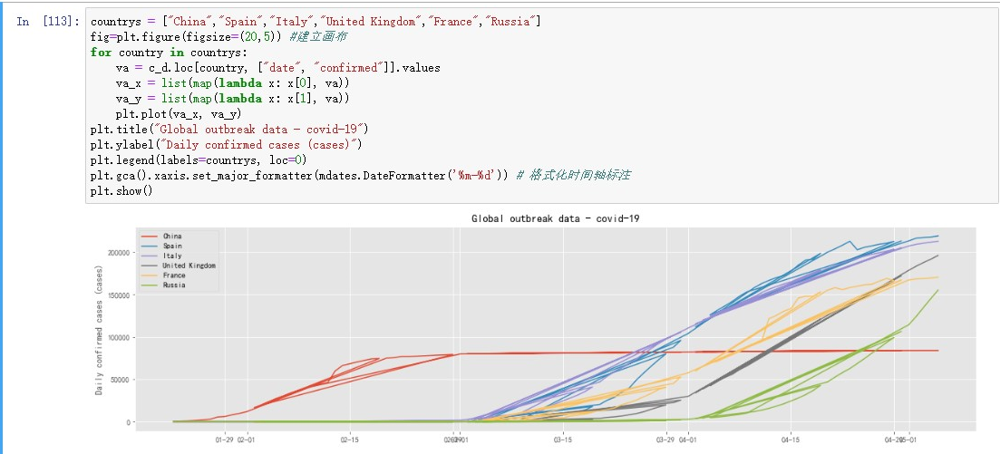 In [113]:
countrys = ["China","Spain","Italy","United Kingdom","France","Russia"]
fig=plt.figure(figsize=(20,5)) #建立画布
for country in countrys:
    va = c_d.loc[country, ["date", "confirmed"]].values
    va_x = list(map(lambda x: x[0], va))
    va_y = list(map(lambda x: x[1], va))
    plt.plot(va_x, va_y)
plt.title("Global outbreak data - covid-19")
plt.ylabel("Daily confirmed cases (cases)")
plt.legend(labels=countrys, loc=0)
plt.gca().xaxis.set_major_formatter(mdates.DateFormatter('%m-%d')) # 格式化时间轴标注
plt.show()
Global outbreak data - covid-19
China
Spain
Italy
United Kingdom
France
Russia
Daily confirmed cases (cases)
200000
150000
100000
50000
0
01-29 02-01 02-15 03-15 03-29 04-01 04-15